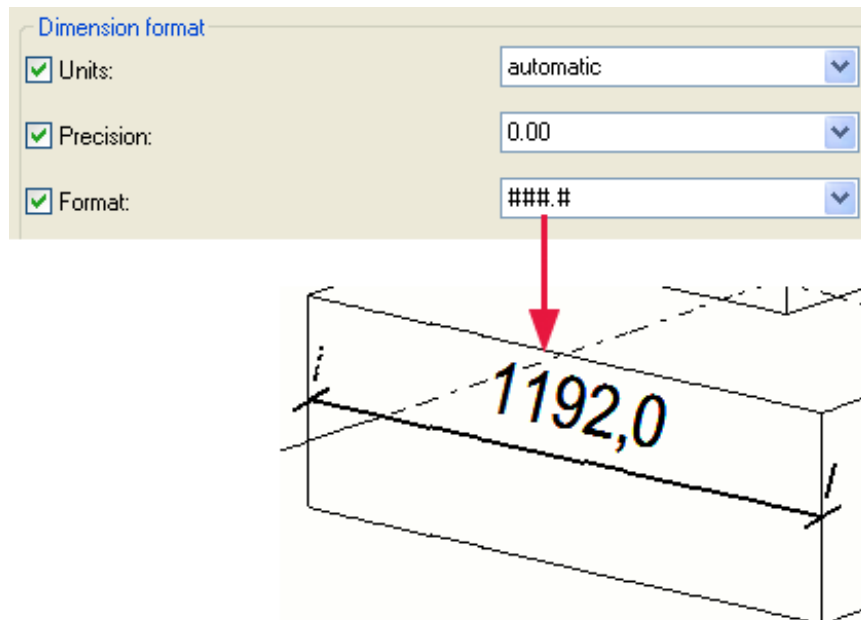 Dimension format
Units: automatic
Precision: 0.00
Format: ###.#
1192,0